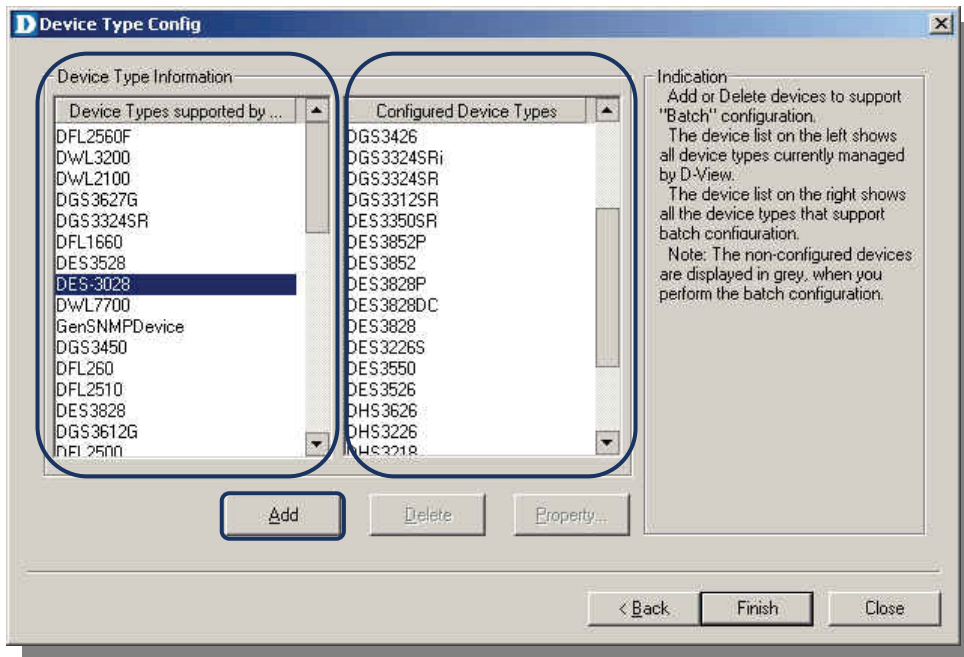 Device Type Config
Device Type Information
Device Types supported by ...
DFL2560F
DWL3200
DWL2100
DGS3627G
DGS3324SR
DFL1660
DES3528
DES-3028
DWL7700
GenSNMPDevice
DGS3450
DFL260
DFL2510
DES3828
DGS3612G
DFL2500
Configured Device Types
DGS3426
DGS3324SRi
DGS3324SR
DGS3312SR
DES3350SR
DES3852P
DES3852
DES3828P
DES3828DC
DES3828
DES3226S
DES3550
DES3526
DHS3626
DHS3226
DHS3218
Indication
Add or Delete devices to support
"Batch" configuration.
The device list on the left shows
all device types currently managed
by D-View.
The device list on the right shows
all the device types that support
batch configuration.
Note: The non-configured devices
are displayed in grey, when you
perform the batch configuration.
Add
Delete
Property...
< Back
Finish
Close